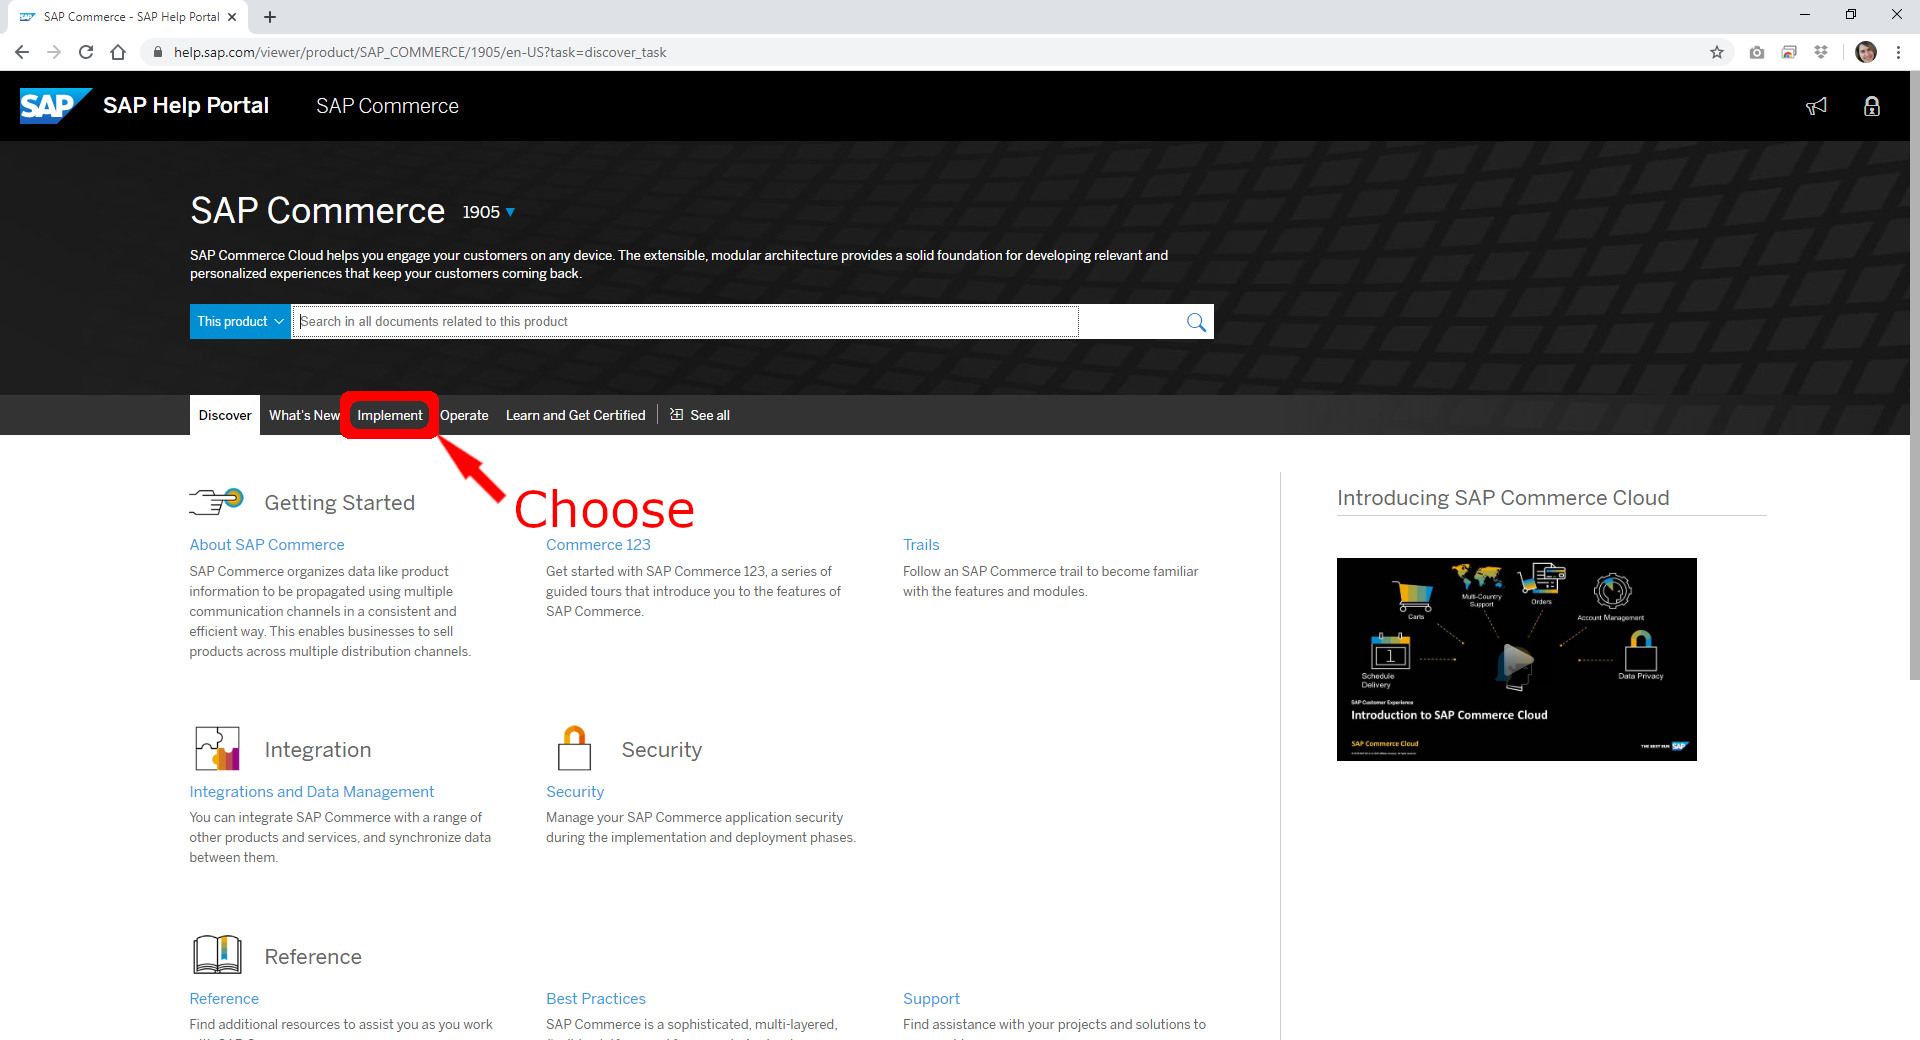 SAP Commerce - SAP Help Portal
help.sap.com/viewer/product/SAP_COMMERCE/1905/en-US?task=discover_task
SAP SAP Help Portal SAP Commerce
SAP Commerce 1905
SAP Commerce Cloud helps you engage your customers on any device. The extensible, modular architecture provides a solid foundation for developing relevant and
personalized experiences that keep your customers coming back.
This product Search in all documents related to this product
Discover What's New Implement Operate Learn and Get Certified See all
Choose
Getting Started
About SAP Commerce
SAP Commerce organizes data like product
information to be propagated using multiple
communication channels in a consistent and
efficient way. This enables businesses to sell
products across multiple distribution channels.
Commerce 123
Get started with SAP Commerce 123, a series of
guided tours that introduce you to the features of
SAP Commerce.
Trails
Follow an SAP Commerce trail to become familiar
with the features and modules.
Integration
Integrations and Data Management
You can integrate SAP Commerce with a range of
other products and services, and synchronize data
between them.
Security
Security
Manage your SAP Commerce application security
during the implementation and deployment phases.
Reference
Reference
Find additional resources to assist you as you work
Best Practices
SAP Commerce is a sophisticated, multi-layered,
Support
Find assistance with your projects and solutions to
Introducing SAP Commerce Cloud
Carts
Multi-Country
Support
Orders
Account Management
1
Schedule
Delivery
Data Privacy
SAP Customer Experience
Introduction to SAP Commerce Cloud
SAP Commerce Cloud
THE BEST RUN SAP